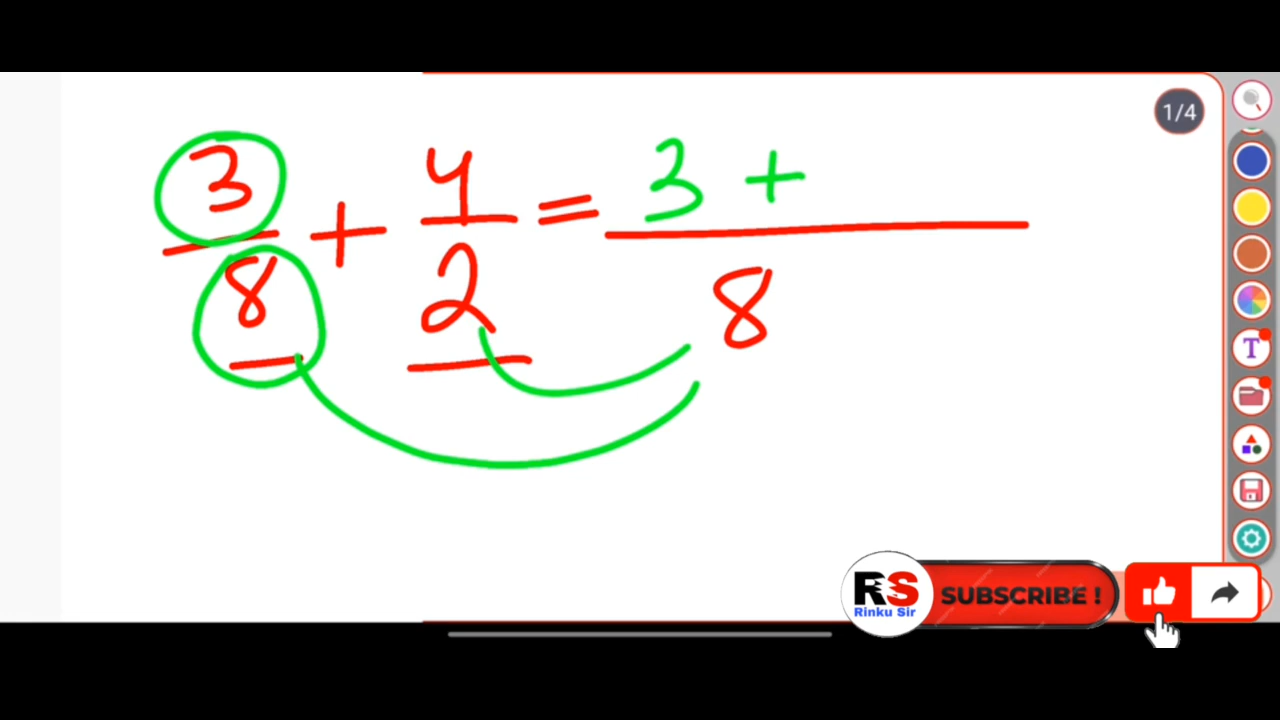 1/4
3/8 + 4/2 = 3 + / 8
T
RS
Rinku Sir
SUBSCRIBE !